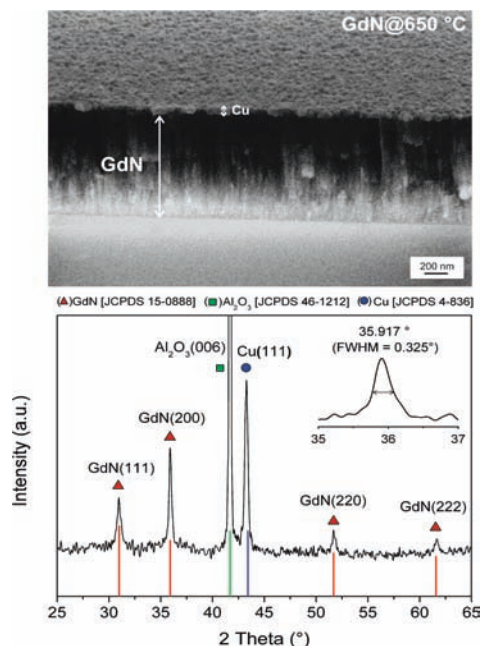 GdN@650 °C
Cu
GdN
200 nm
(▲)GdN [JCPDS 15-0888] (■)Al₂O₃ [JCPDS 46-1212] (●)Cu [JCPDS 4-836]
35.917 °
(FWHM = 0.325°)
35 36 37
Al₂O₃(006)
Cu(111)
GdN(200)
GdN(111)
GdN(220)
GdN(222)
Intensity (a.u.)
25 30 35 40 45 50 55 60 65
2 Theta (°)